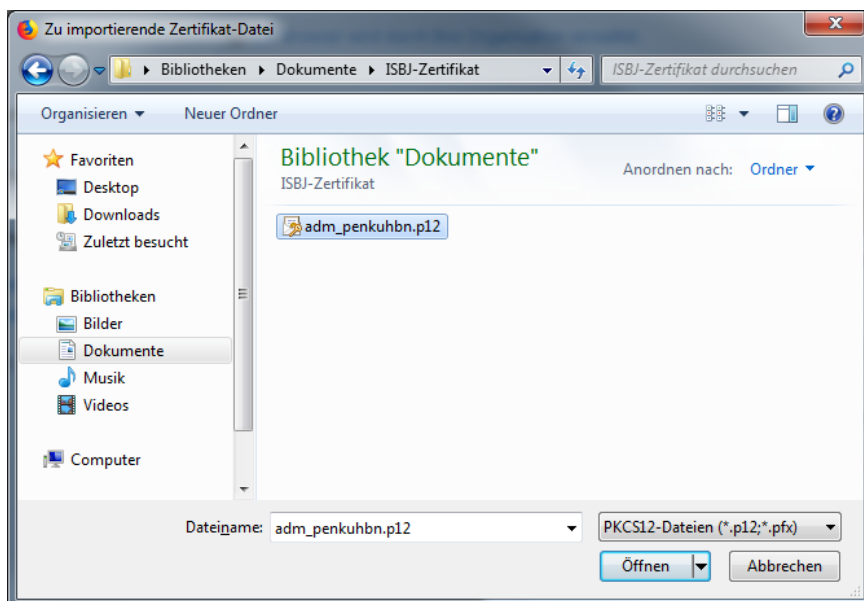 Zu importierende Zertifikat-Datei
Bibliotheken Dokumente ISBJ-Zertifikat ISBJ-Zertifikat durchsuchen
Organisieren Neuer Ordner
Favoriten
Desktop
Downloads
Zuletzt besucht
Bibliotheken
Bilder
Dokumente
Musik
Videos
Computer
Bibliothek "Dokumente"
ISBJ-Zertifikat
Anordnen nach: Ordner
adm_penkuhbn.p12
Dateiname: adm_penkuhbn.p12 PKCS12-Dateien (*.p12;*.pfx)
Öffnen Abbrechen